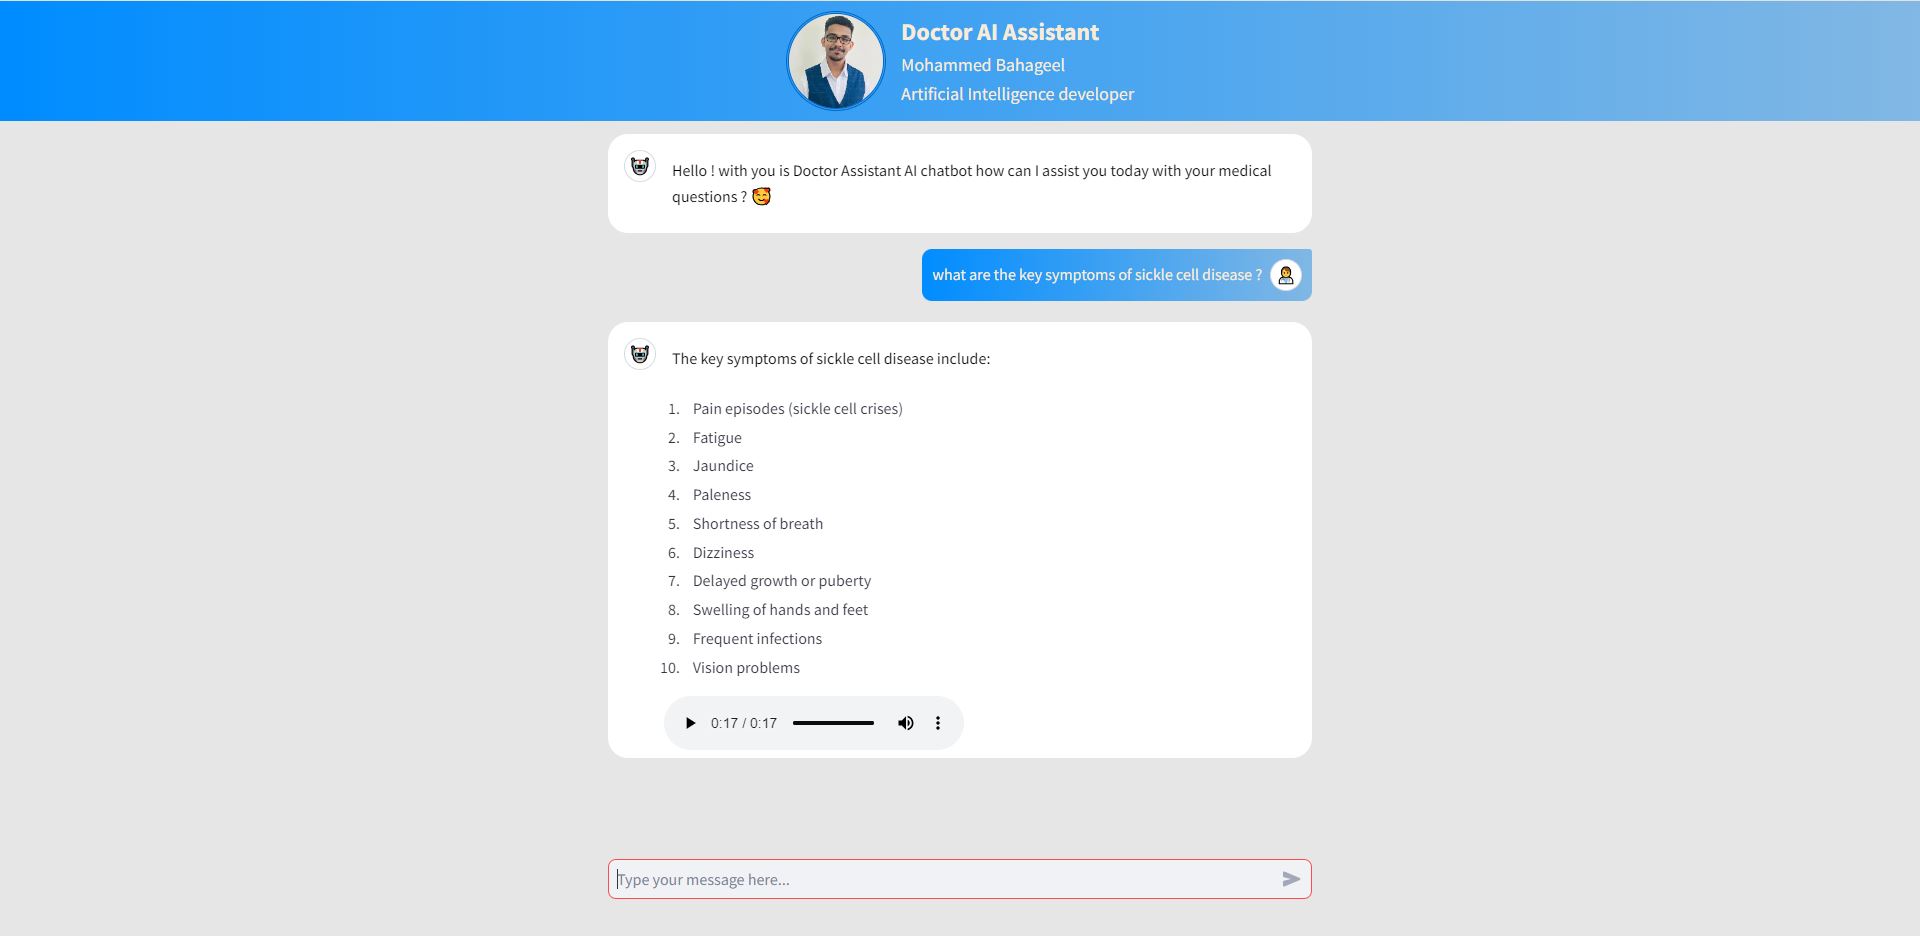 Doctor AI Assistant
Mohammed Bahageel
Artificial Intelligence developer
Hello ! with you is Doctor Assistant AI chatbot how can I assist you today with your medical
questions ? 🥰
what are the key symptoms of sickle cell disease ?
The key symptoms of sickle cell disease include:
1. Pain episodes (sickle cell crises)
2. Fatigue
3. Jaundice
4. Paleness
5. Shortness of breath
6. Dizziness
7. Delayed growth or puberty
8. Swelling of hands and feet
9. Frequent infections
10. Vision problems
0:17 / 0:17
Type your message here...